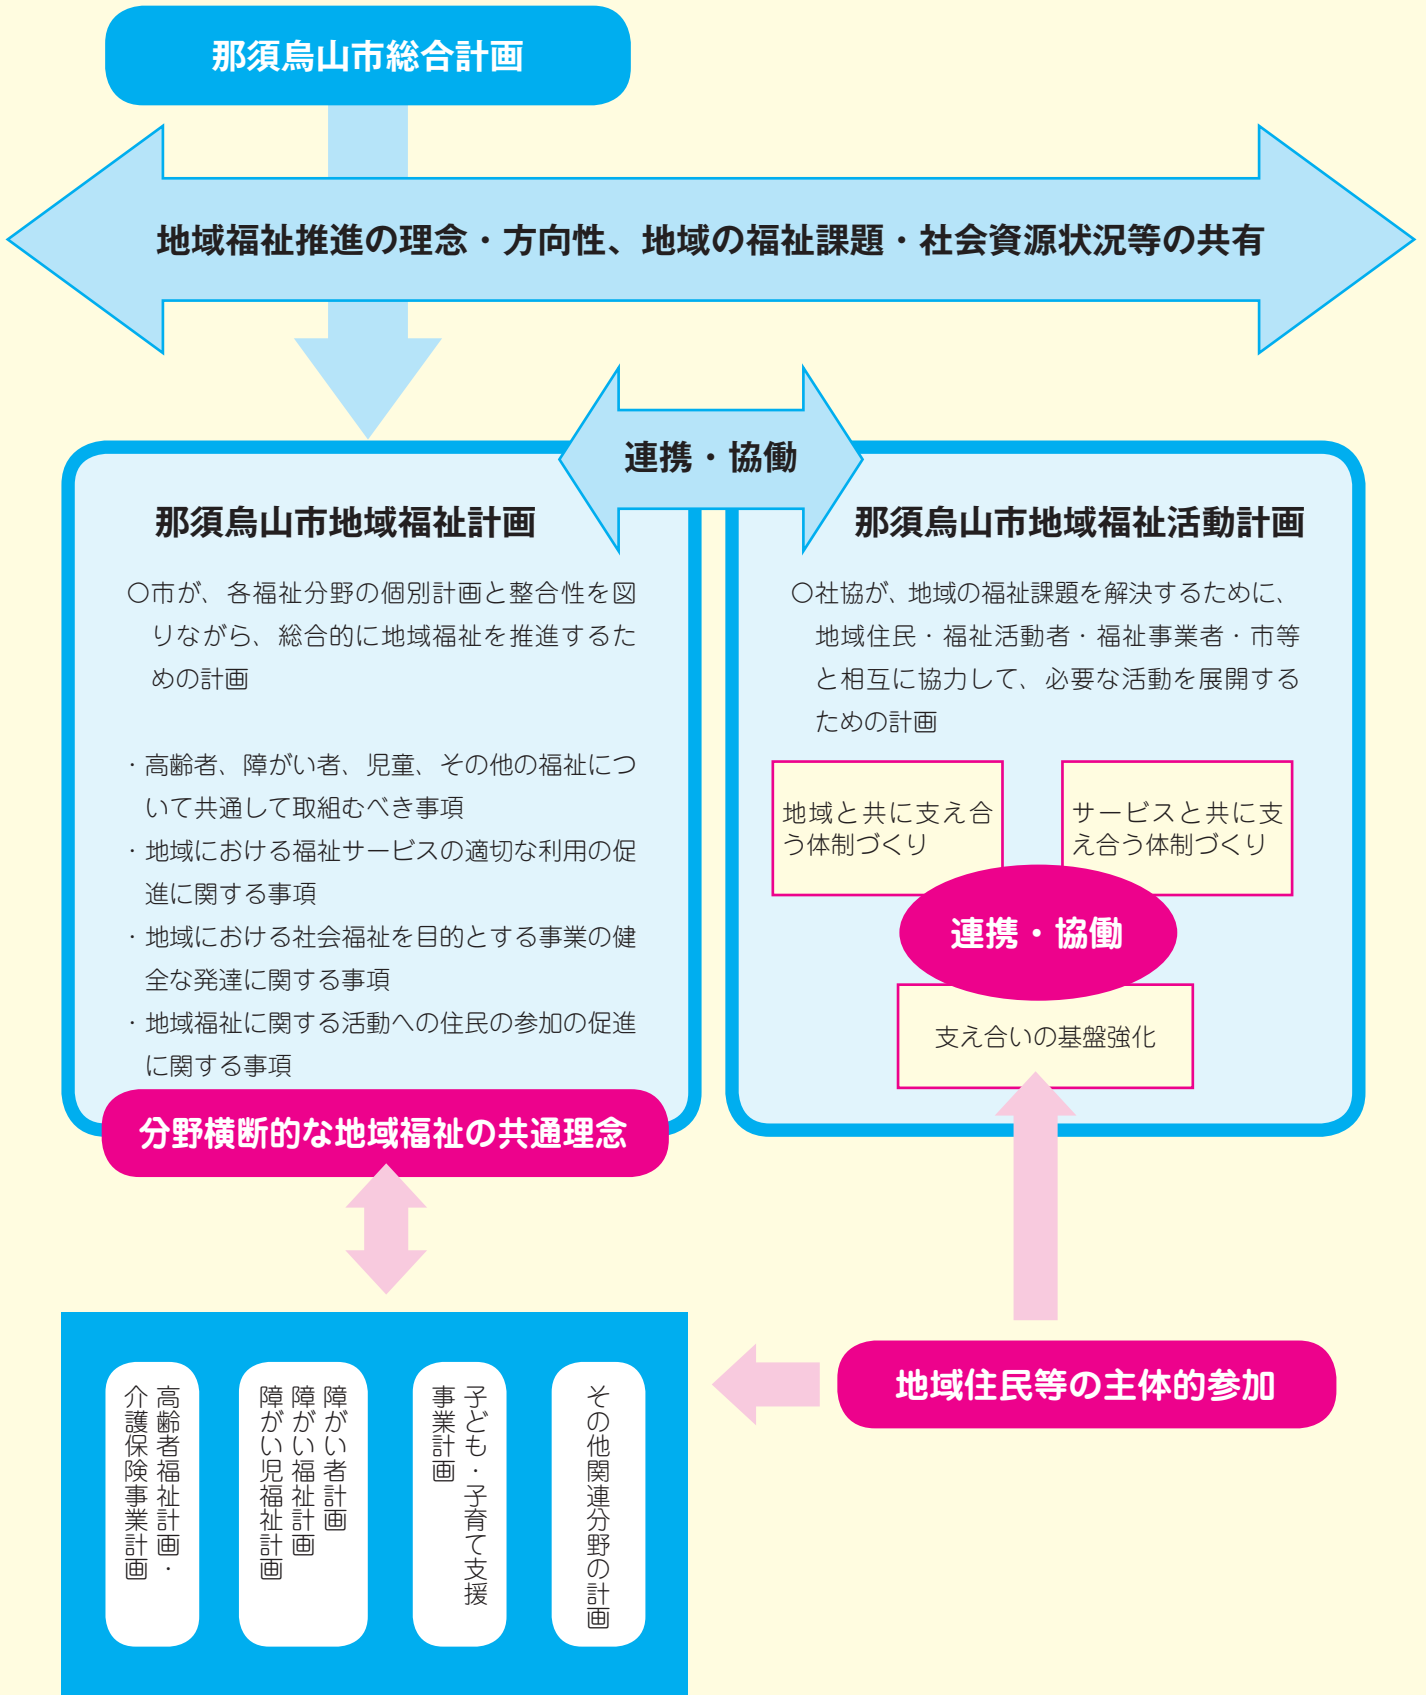 那須烏山市総合計画
地域福祉推進の理念・方向性、地域の福祉課題・社会資源状況等の共有
連携・協働
那須烏山市地域福祉計画
○市が、各福祉分野の個別計画と整合性を図
りながら、総合的に地域福祉を推進するた
めの計画
・高齢者、障がい者、児童、その他の福祉につ
いて共通して取組むべき事項
・地域における福祉サービスの適切な利用の促
進に関する事項
・地域における社会福祉を目的とする事業の健
全な発達に関する事項
・地域福祉に関する活動への住民の参加の促進
に関する事項
分野横断的な地域福祉の共通理念
那須烏山市地域福祉活動計画
○社協が、地域の福祉課題を解決するために、
地域住民・福祉活動者・福祉事業者・市等
と相互に協力して、必要な活動を展開する
ための計画
地域と共に支え合
う体制づくり
サービスと共に支
え合う体制づくり
連携・協働
支え合いの基盤強化
地域住民等の主体的参加
高齢者福祉計画・
介護保険事業計画
障がい者計画
障がい福祉計画
障がい児福祉計画
子ども・子育て支援
事業計画
その他関連分野の計画